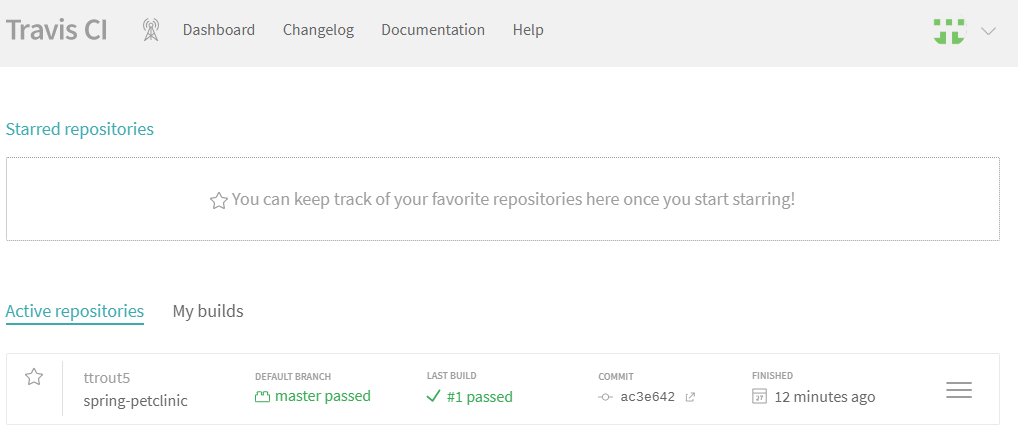 Travis CI Dashboard Changelog Documentation Help
Starred repositories
You can keep track of your favorite repositories here once you start starring!
Active repositories My builds
ttrout5 DEFAULT BRANCH LAST BUILD COMMIT FINISHED
spring-petclinic master passed #1 passed ac3e642 27 12 minutes ago